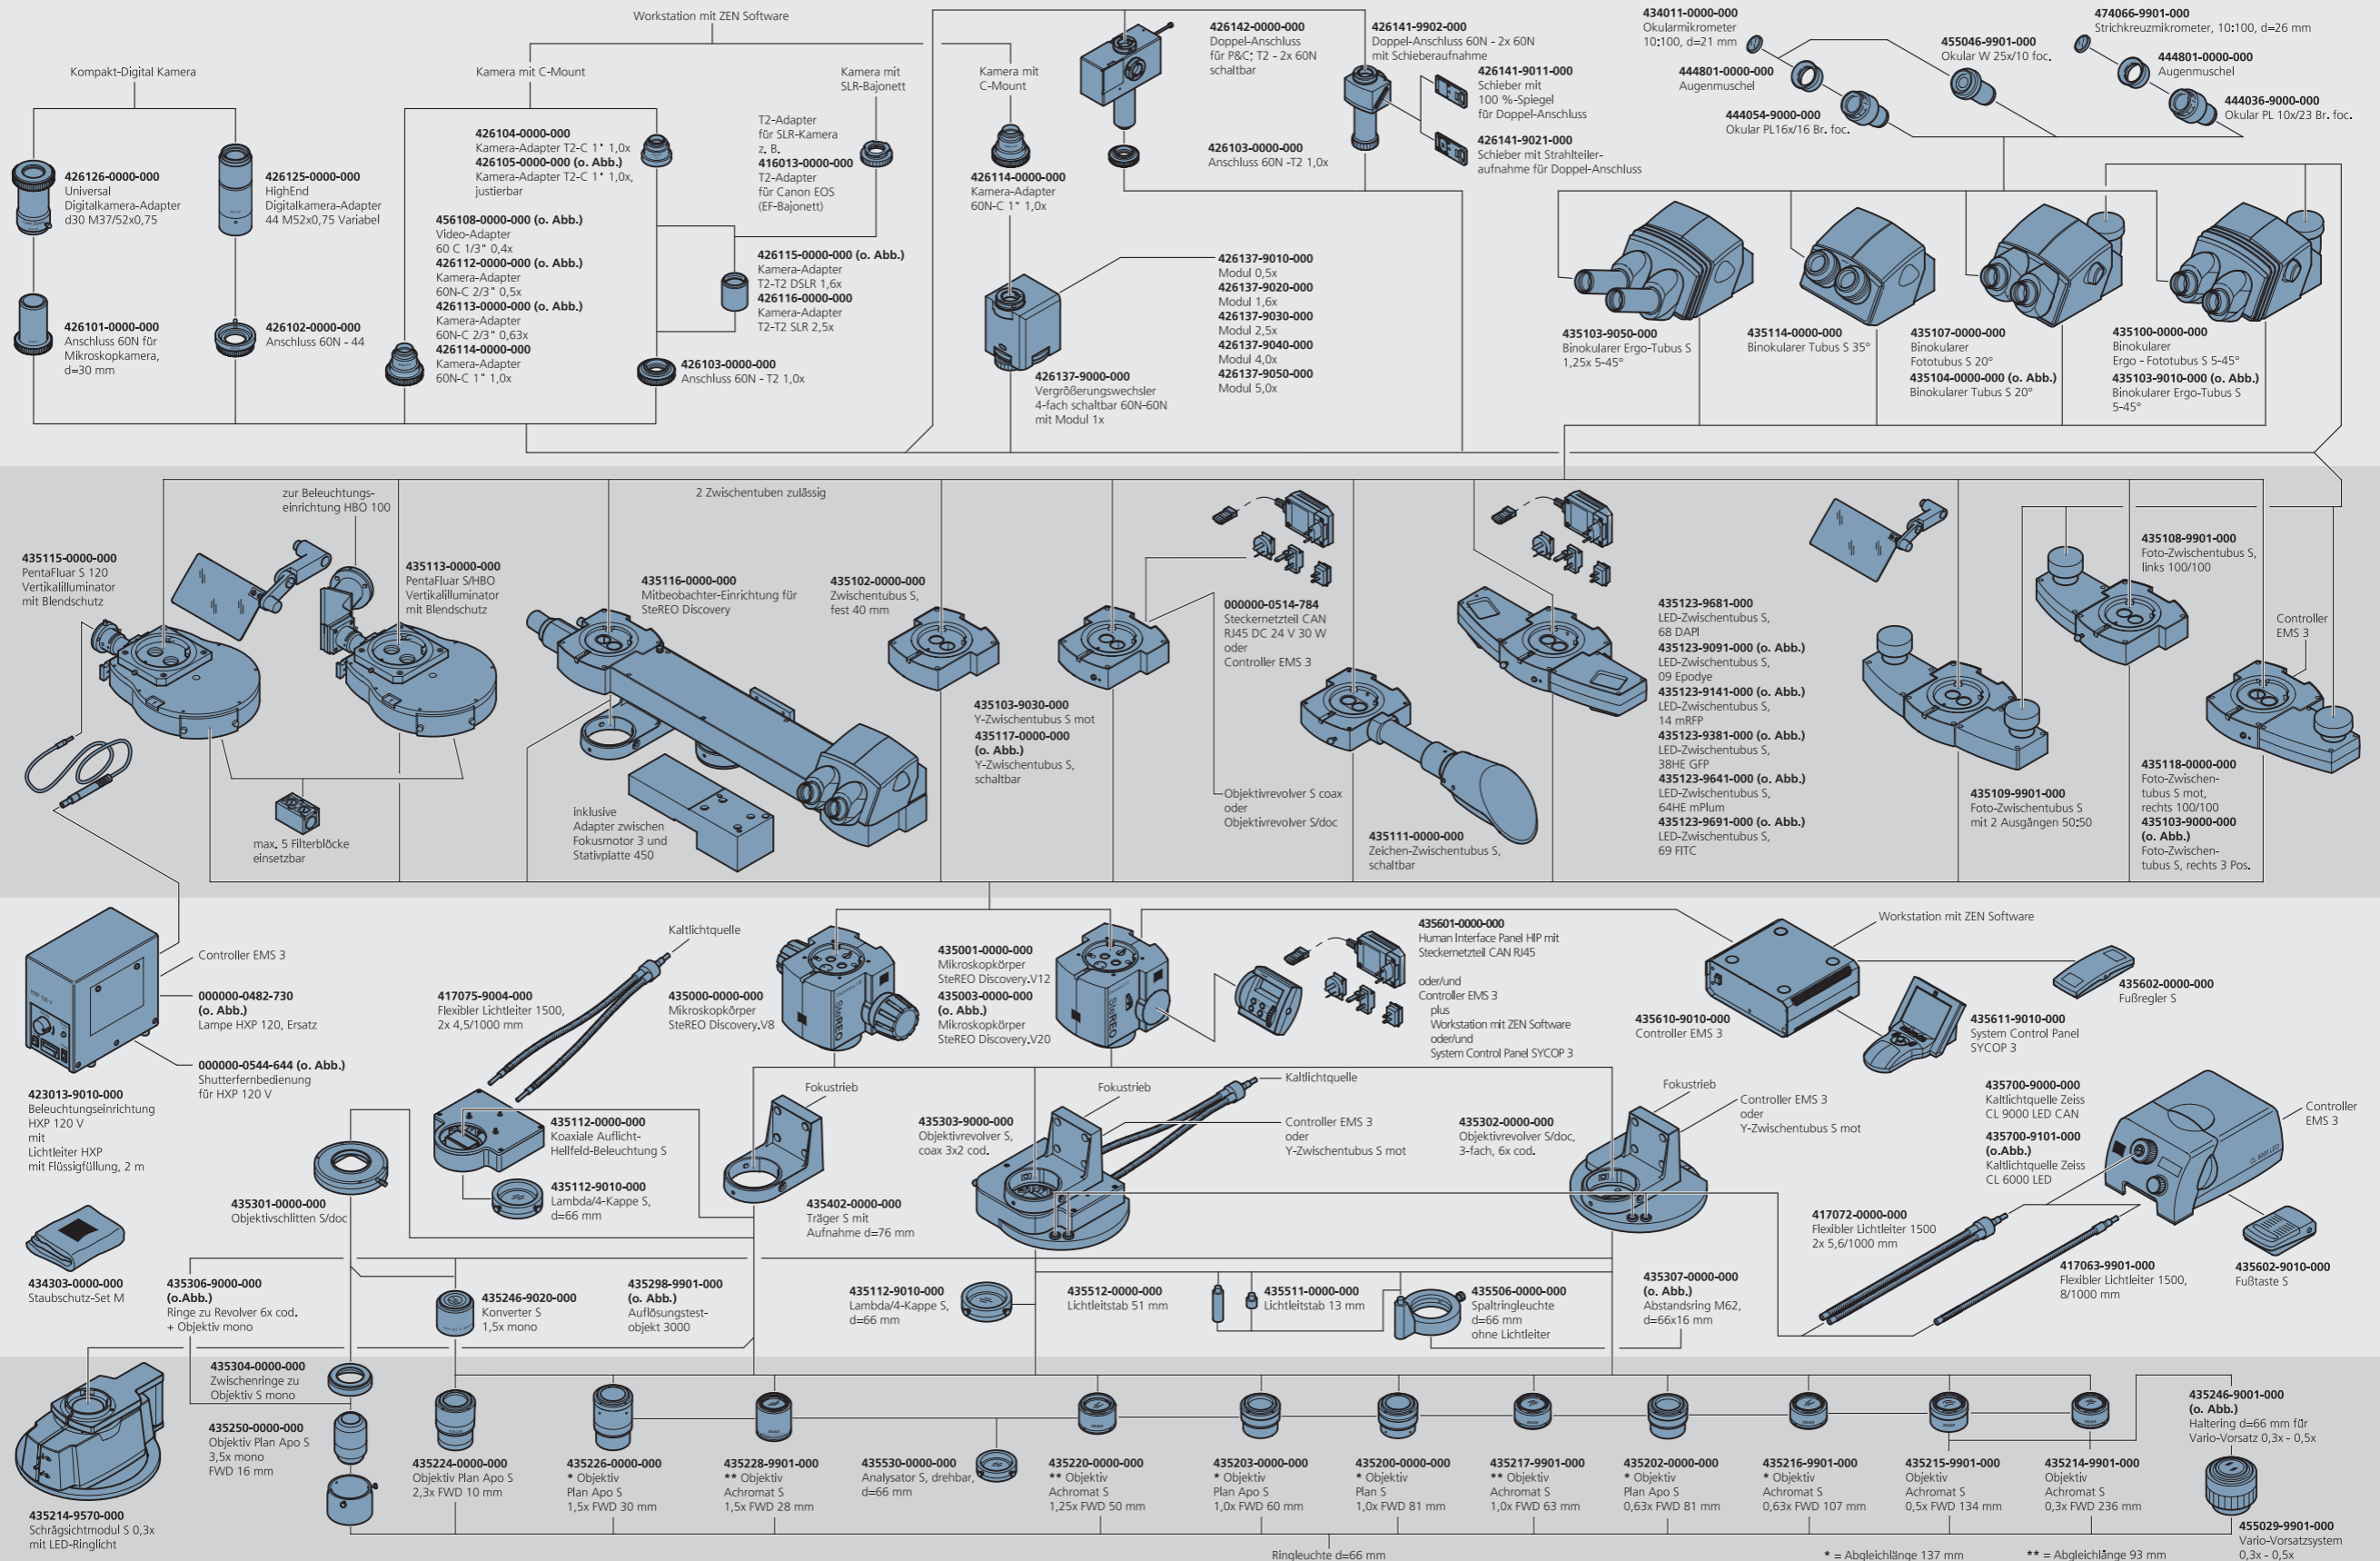 Workstation mit ZEN Software
Kompakt-Digital Kamera
Kamera mit C-Mount
Kamera mit
SLR-Bajonett
Kamera mit
C-Mount
426126-0000-000
Universal
Digitalkamera-Adapter
d30 M37/52x0,75
426125-0000-000
HighEnd
Digitalkamera-Adapter
44 M52x0,75 Variabel
426101-0000-000
Anschluss 60N für
Mikroskopkamera,
d=30 mm
426102-0000-000
Anschluss 60N - 44
426104-0000-000
Kamera-Adapter T2-C 1" 1,0x
426105-0000-000 (o. Abb.)
Kamera-Adapter T2-C 1" 1,0x,
justierbar
456108-0000-000 (o. Abb.)
Video-Adapter
60 C 1/3" 0,4x
426112-0000-000 (o. Abb.)
Kamera-Adapter
60N-C 2/3" 0,5x
426113-0000-000 (o. Abb.)
Kamera-Adapter
60N-C 2/3" 0,63x
426114-0000-000
Kamera-Adapter
60N-C 1" 1,0x
T2-Adapter
für SLR-Kamera
z. B.
416013-0000-000
T2-Adapter
für Canon EOS
(EF-Bajonett)
426115-0000-000 (o. Abb.)
Kamera-Adapter
T2-T2 DSLR 1,6x
426116-0000-000
Kamera-Adapter
T2-T2 SLR 2,5x
426103-0000-000
Anschluss 60N - T2 1,0x
426114-0000-000
Kamera-Adapter
60N-C 1" 1,0x
426137-9000-000
Vergrößerungswechsler
4-fach schaltbar 60N-60N
mit Modul 1x
426142-0000-000
Doppel-Anschluss
für P&C; T2 - 2x 60N
schaltbar
426103-0000-000
Anschluss 60N -T2 1,0x
426137-9010-000
Modul 0,5x
426137-9020-000
Modul 1,6x
426137-9030-000
Modul 2,5x
426137-9040-000
Modul 4,0x
426137-9050-000
Modul 5,0x
426141-9902-000
Doppel-Anschluss 60N - 2x 60N
mit Schieberaufnahme
426141-9011-000
Schieber mit
100 %-Spiegel
für Doppel-Anschluss
426141-9021-000
Schieber mit Strahlteiler-
aufnahme für Doppel-Anschluss
434011-0000-000
Okularmikrometer
10:100, d=21 mm
444801-0000-000
Augenmuschel
444054-9000-000
Okular PL16x/16 Br. foc.
455046-9901-000
Okular W 25x/10 foc.
474066-9901-000
Strichkreuzmikrometer, 10:100, d=26 mm
444801-0000-000
Augenmuschel
444036-9000-000
Okular PL 10x/23 Br. foc.
435103-9050-000
Binokularer Ergo-Tubus S
1,25x 5-45°
435114-0000-000
Binokularer Tubus S 35°
435107-0000-000
Binokularer
Fototubus S 20°
435104-0000-000 (o. Abb.)
Binokularer Tubus S 20°
435100-0000-000
Binokularer
Ergo - Fototubus S 5-45°
435103-9010-000 (o. Abb.)
Binokularer Ergo-Tubus S
5-45°
zur Beleuchtungs-
einrichtung HBO 100
2 Zwischentuben zulässig
435115-0000-000
PentaFluar S 120
Vertikalilluminator
mit Blendschutz
435113-0000-000
PentaFluar S/HBO
Vertikalilluminator
mit Blendschutz
max. 5 Filterblöcke
einsetzbar
435116-0000-000
Mitbeobachter-Einrichtung für
SteREO Discovery
inklusive
Adapter zwischen
Fokusmotor 3 und
Stativplatte 450
435102-0000-000
Zwischentubus S,
fest 40 mm
435103-9030-000
Y-Zwischentubus S mot
435117-0000-000
(o. Abb.)
Y-Zwischentubus S,
schaltbar
000000-0514-784
Steckernetzteil CAN
RJ45 DC 24 V 30 W
oder
Controller EMS 3
Objektivrevolver S coax
oder
Objektivrevolver S/doc
435111-0000-000
Zeichen-Zwischentubus S,
schaltbar
435123-9681-000
LED-Zwischentubus S,
68 DAPI
435123-9091-000 (o. Abb.)
LED-Zwischentubus S,
09 Epodye
435123-9141-000 (o. Abb.)
LED-Zwischentubus S,
14 mRFP
435123-9381-000 (o. Abb.)
LED-Zwischentubus S,
38HE GFP
435123-9641-000 (o. Abb.)
LED-Zwischentubus S,
64HE mPlum
435123-9691-000 (o. Abb.)
LED-Zwischentubus S,
69 FITC
435109-9901-000
Foto-Zwischentubus S
mit 2 Ausgängen 50:50
435108-9901-000
Foto-Zwischentubus S,
links 100/100
Controller
EMS 3
435118-0000-000
Foto-Zwischen-
tubus S mot,
rechts 100/100
435103-9000-000
(o. Abb.)
Foto-Zwischen-
tubus S, rechts 3 Pos.
HXP 120 V
Controller EMS 3
000000-0482-730
(o. Abb.)
Lampe HXP 120, Ersatz
000000-0544-644 (o. Abb.)
Shutterfernbedienung
für HXP 120 V
423013-9010-000
Beleuchtungseinrichtung
HXP 120 V
mit
Lichtleiter HXP
mit Flüssigfüllung, 2 m
434303-0000-000
Staubschutz-Set M
Kaltlichtquelle
417075-9004-000
Flexibler Lichtleiter 1500,
2x 4,5/1000 mm
435000-0000-000
Mikroskopkörper
SteREO Discovery.V8
SteREO
435001-0000-000
Mikroskopkörper
SteREO Discovery.V12
435003-0000-000
(o. Abb.)
Mikroskopkörper
SteREO Discovery.V20
SteREO
435601-0000-000
Human Interface Panel HIP mit
Steckernetzteil CAN RJ45
oder/und
Controller EMS 3
plus
Workstation mit ZEN Software
oder/und
System Control Panel SYCOP 3
Workstation mit ZEN Software
435610-9010-000
Controller EMS 3
435602-0000-000
Fußregler S
435611-9010-000
System Control Panel
SYCOP 3
435112-0000-000
Koaxiale Auflicht-
Hellfeld-Beleuchtung S
435112-9010-000
Lambda/4-Kappe S,
d=66 mm
435301-0000-000
Objektivschlitten S/doc
Fokustrieb
435402-0000-000
Träger S mit
Aufnahme d=76 mm
435303-9000-000
Objektivrevolver S,
coax 3x2 cod.
Fokustrieb
Kaltlichtquelle
Controller EMS 3
oder
Y-Zwischentubus S mot
435302-0000-000
Objektivrevolver S/doc,
3-fach, 6x cod.
Fokustrieb
Controller EMS 3
oder
Y-Zwischentubus S mot
435700-9000-000
Kaltlichtquelle Zeiss
CL 9000 LED CAN
435700-9101-000
(o.Abb.)
Kaltlichtquelle Zeiss
CL 6000 LED
CL 9000 LED
Controller
EMS 3
417072-0000-000
Flexibler Lichtleiter 1500
2x 5,6/1000 mm
417063-9901-000
Flexibler Lichtleiter 1500,
8/1000 mm
435602-9010-000
Fußtaste S
435306-9000-000
(o.Abb.)
Ringe zu Revolver 6x cod.
+ Objektiv mono
435246-9020-000
Konverter S
1,5x mono
435298-9901-000
(o. Abb.)
Auflösungstest-
objekt 3000
435112-9010-000
Lambda/4-Kappe S,
d=66 mm
435512-0000-000
Lichtleitstab 51 mm
435511-0000-000
Lichtleitstab 13 mm
435506-0000-000
Spaltringleuchte
d=66 mm
ohne Lichtleiter
435307-0000-000
(o. Abb.)
Abstandsring M62,
d=66x16 mm
435214-9570-000
Schrägsichtmodul S 0,3x
mit LED-Ringlicht
435304-0000-000
Zwischenringe zu
Objektiv S mono
435250-0000-000
Objektiv Plan Apo S
3,5x mono
FWD 16 mm
435224-0000-000
Objektiv Plan Apo S
2,3x FWD 10 mm
435226-0000-000
* Objektiv
Plan Apo S
1,5x FWD 30 mm
435228-9901-000
** Objektiv
Achromat S
1,5x FWD 28 mm
435530-0000-000
Analysator S, drehbar,
d=66 mm
435220-0000-000
** Objektiv
Achromat S
1,25x FWD 50 mm
435203-0000-000
* Objektiv
Plan Apo S
1,0x FWD 60 mm
435200-0000-000
* Objektiv
Plan S
1,0x FWD 81 mm
435217-9901-000
** Objektiv
Achromat S
1,0x FWD 63 mm
435202-0000-000
* Objektiv
Plan Apo S
0,63x FWD 81 mm
435216-9901-000
* Objektiv
Achromat S
0,63x FWD 107 mm
435215-9901-000
Objektiv
Achromat S
0,5x FWD 134 mm
435214-9901-000
Objektiv
Achromat S
0,3x FWD 236 mm
435246-9001-000
(o. Abb.)
Haltering d=66 mm für
Vario-Vorsatz 0,3x - 0,5x
455029-9901-000
Vario-Vorsatzsystem
0,3x - 0,5x
Ringleuchte d=66 mm
* = Abgleichlänge 137 mm
** = Abgleichlänge 93 mm